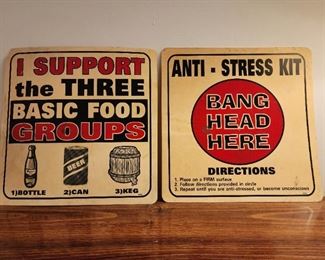 I SUPPORT
the THREE
BASIC FOOD
GROUPS
BEER
1)BOTTLE 2)CAN 3)KEG
ANTI - STRESS KIT
BANG
HEAD
HERE
DIRECTIONS
1. Place on a FIRM surface
2. Follow directions provided in circle
3. Repeat until you are anti-stressed, or become unconscious